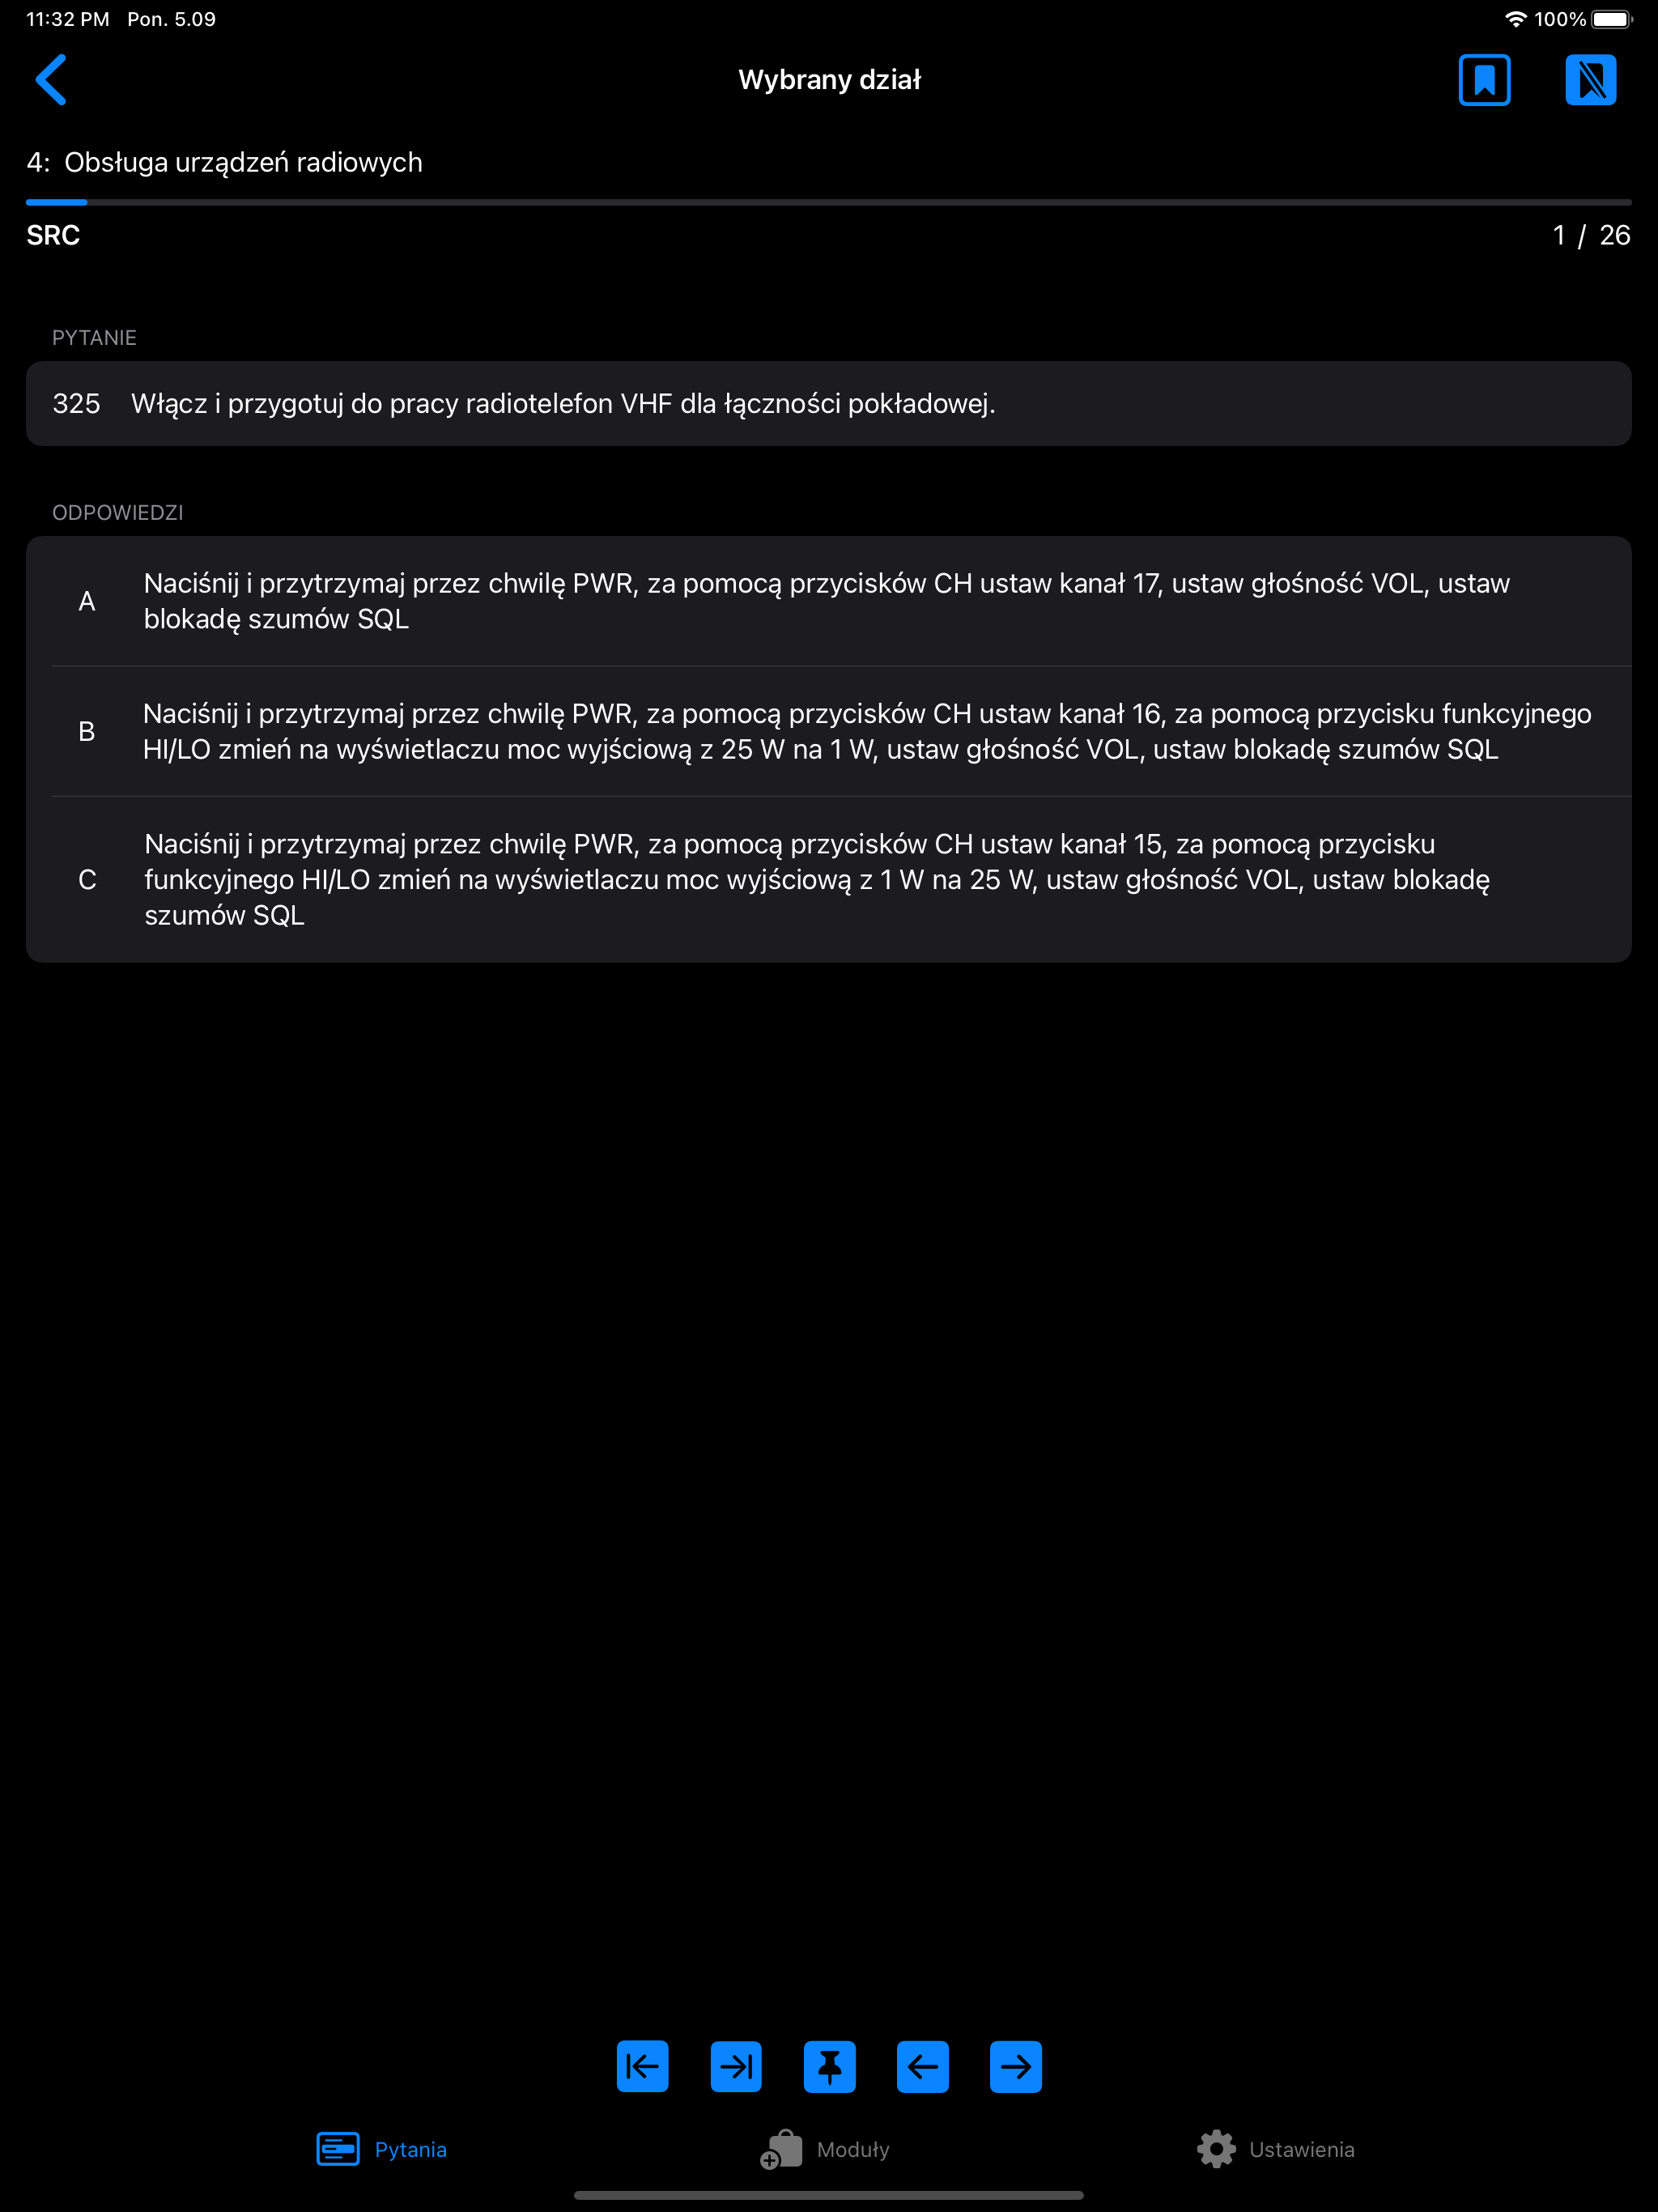 11:32 PM Pon. 5.09 100%
Wybrany dział
4: Obsługa urządzeń radiowych
SRC 1 / 26
PYTANIE
325 Włącz i przygotuj do pracy radiotelefon VHF dla łączności pokładowej.
ODPOWIEDZI
A Naciśnij i przytrzymaj przez chwilę PWR, za pomocą przycisków CH ustaw kanał 17, ustaw głośność VOL, ustaw
blokadę szumów SQL
B Naciśnij i przytrzymaj przez chwilę PWR, za pomocą przycisków CH ustaw kanał 16, za pomocą przycisku funkcyjnego
HI/LO zmień na wyświetlaczu moc wyjściową z 25 W na 1 W, ustaw głośność VOL, ustaw blokadę szumów SQL
C Naciśnij i przytrzymaj przez chwilę PWR, za pomocą przycisków CH ustaw kanał 15, za pomocą przycisku
funkcyjnego HI/LO zmień na wyświetlaczu moc wyjściową z 1 W na 25 W, ustaw głośność VOL, ustaw blokadę
szumów SQL
Pytania Moduły Ustawienia